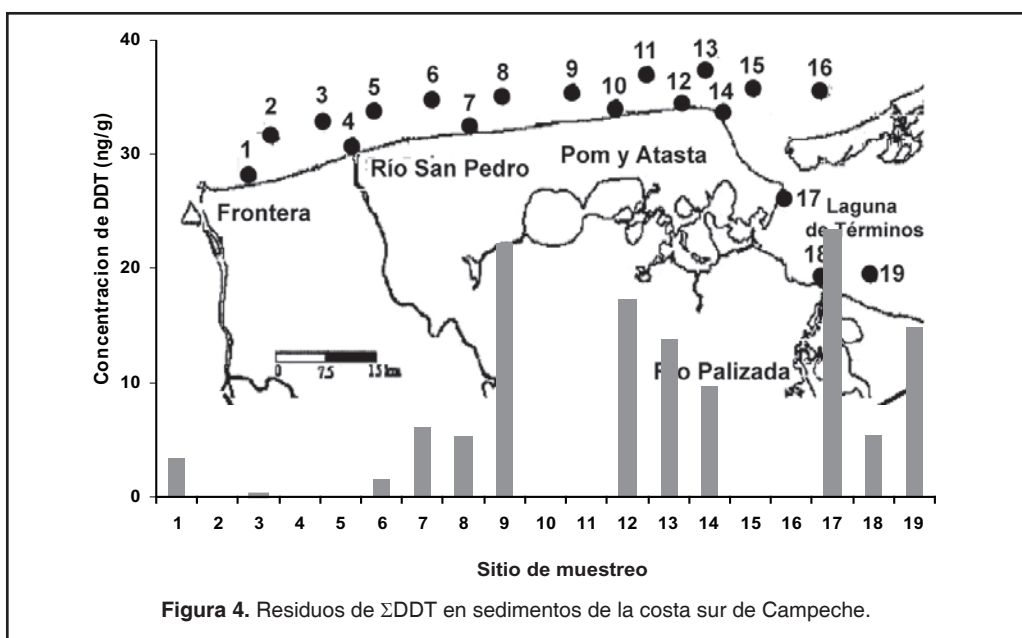 40
30
20
10
0
Concentracion de DDT (ng/g)
1
2
3
4
5
6
7
8
9
10
11
12
13
14
15
16
17
18
19
Frontera
Río San Pedro
Pom y Atasta
Laguna
de Términos
Río Palizada
0 7.5 15 km
1 2 3 4 5 6 7 8 9 10 11 12 13 14 15 16 17 18 19
Sitio de muestreo
Figura 4. Residuos de ΣDDT en sedimentos de la costa sur de Campeche.